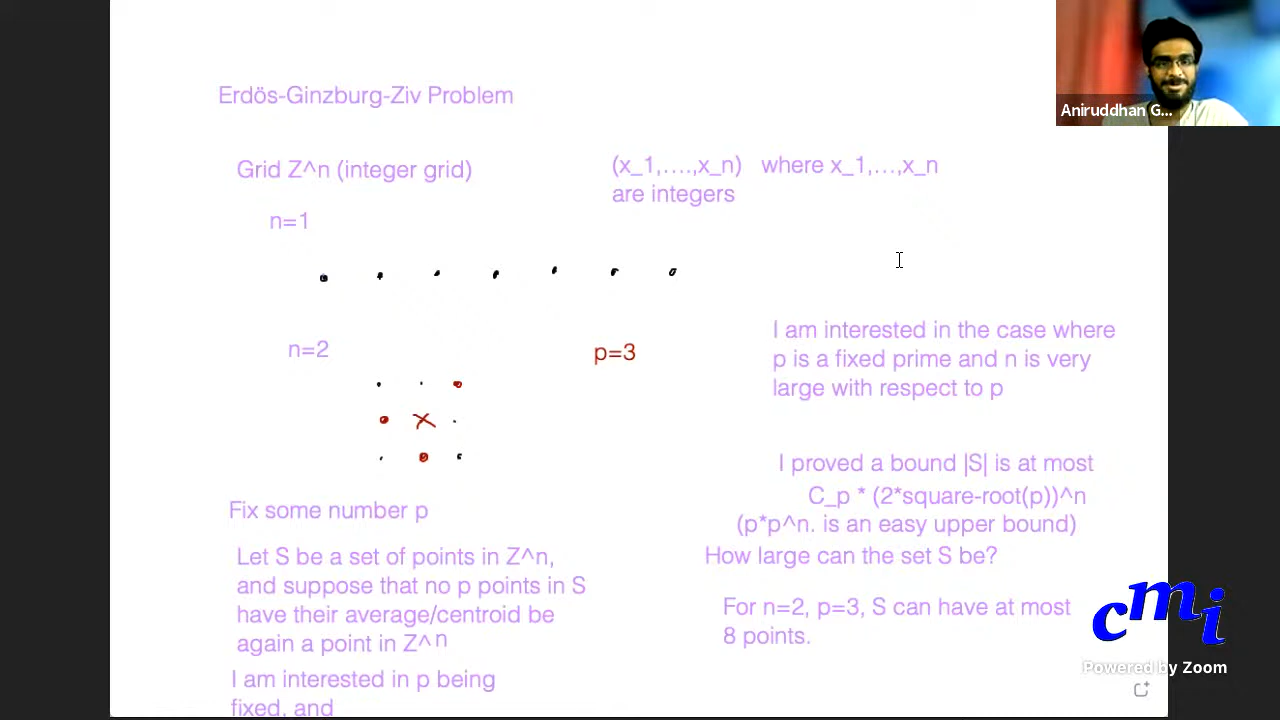 Erdös-Ginzburg-Ziv Problem
Aniruddhan G...
Grid Z^n (integer grid)
(x_1,....,x_n) where x_1,...,x_n
are integers
n=1
n=2
p=3
I am interested in the case where
p is a fixed prime and n is very
large with respect to p
I proved a bound |S| is at most
C_p * (2*square-root(p))^n
(p*p^n. is an easy upper bound)
How large can the set S be?
For n=2, p=3, S can have at most
8 points.
Fix some number p
Let S be a set of points in Z^n,
and suppose that no p points in S
have their average/centroid be
again a point in Z^n
I am interested in p being
fixed, and
cmi
Powered by Zoom